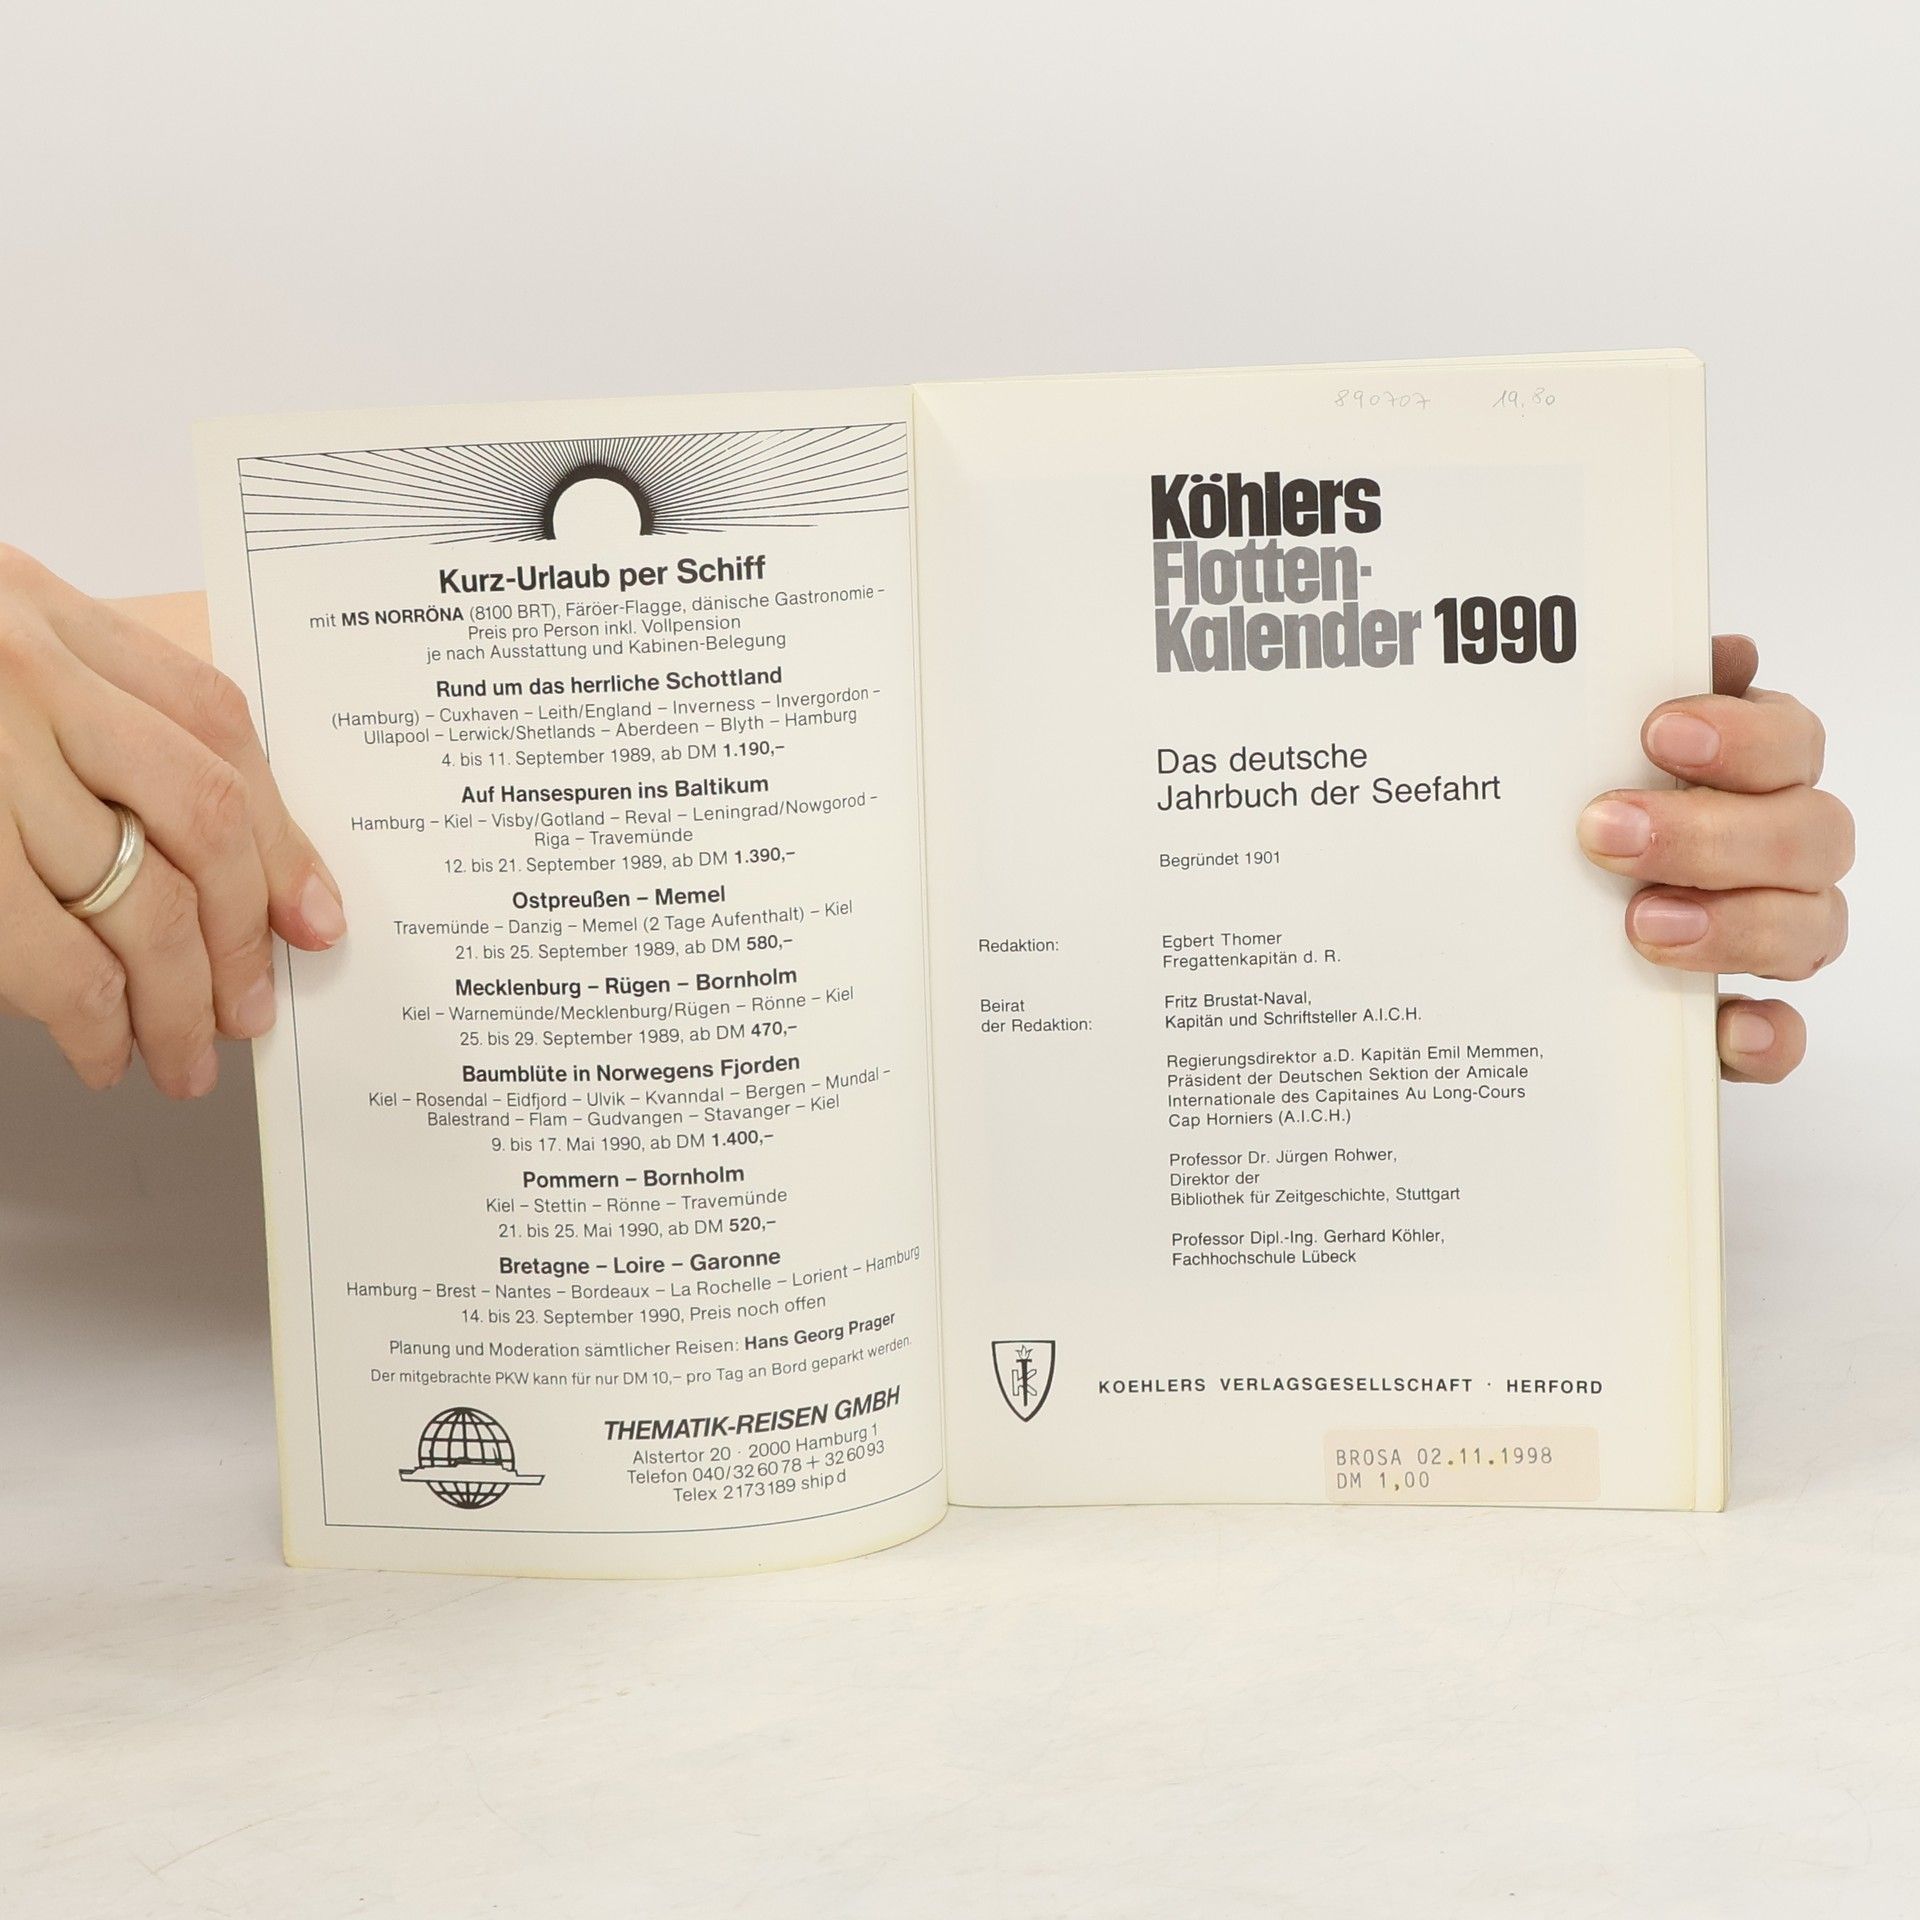 Kurz-Urlaub per Schiff
mit MS NORRÖNA (8100 BRT), Färöer-Flagge, dänische Gastronomie –
Preis pro Person inkl. Vollpension
je nach Ausstattung und Kabinen-Belegung
Rund um das herrliche Schottland
(Hamburg) – Cuxhaven – Leith/England – Inverness – Invergordon –
Ullapool – Lerwick/Shetlands – Aberdeen – Blyth – Hamburg
4. bis 11. September 1989, ab DM 1.190,–
Auf Hansespuren ins Baltikum
Hamburg – Kiel – Visby/Gotland – Reval – Leningrad/Nowgorod –
Riga – Travemünde
12. bis 21. September 1989, ab DM 1.390,–
Ostpreußen – Memel
Travemünde – Danzig – Memel (2 Tage Aufenthalt) – Kiel
21. bis 25. September 1989, ab DM 580,–
Mecklenburg – Rügen – Bornholm
Kiel – Warnemünde/Mecklenburg/Rügen – Rönne – Kiel
25. bis 29. September 1989, ab DM 470,–
Baumblüte in Norwegens Fjorden
Kiel – Rosendal – Eidfjord – Ulvik – Kvanndal – Bergen – Mundal –
Balestrand – Flam – Gudvangen – Stavanger – Kiel
9. bis 17. Mai 1990, ab DM 1.400,–
Pommern – Bornholm
Kiel – Stettin – Rönne – Travemünde
21. bis 25. Mai 1990, ab DM 520,–
Bretagne – Loire – Garonne
Hamburg – Brest – Nantes – Bordeaux – La Rochelle – Lorient – Hamburg
14. bis 23. September 1990, Preis noch offen
Planung und Moderation sämtlicher Reisen: Hans Georg Prager
Der mitgebrachte PKW kann für nur DM 10,– pro Tag an Bord geparkt werden.
THEMATIK-REISEN GMBH
Alstertor 20 · 2000 Hamburg 1
Telefon 040/32 60 78 + 32 60 93
Telex 2 173 189 ship d
890707 19,80
Köhlers
Flotten-
Kalender 1990
Das deutsche
Jahrbuch der Seefahrt
Begründet 1901
Redaktion: Egbert Thomer
Fregattenkapitän d. R.
Beirat
der Redaktion:
Fritz Brustat-Naval,
Kapitän und Schriftsteller A.I.C.H.
Regierungsdirektor a.D. Kapitän Emil Memmen,
Präsident der Deutschen Sektion der Amicale
Internationale des Capitaines Au Long-Cours
Cap Horniers (A.I.C.H.)
Professor Dr. Jürgen Rohwer,
Direktor der
Bibliothek für Zeitgeschichte, Stuttgart
Professor Dipl.-Ing. Gerhard Köhler,
Fachhochschule Lübeck
K
KOEHLERS VERLAGSGESELLSCHAFT · HERFORD
BROSA 02.11.1998
DM 1,00